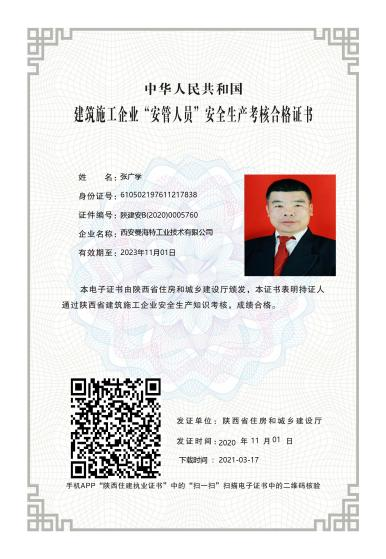 中华人民共和国
建筑施工企业“安管人员”安全生产考核合格证书
姓 名：张广学
身份证号：610502197611217838
证件编号：陕建安B(2020)0005760
企业名称：西安曼海特工业技术有限公司
有效期至：2023年11月01日
本电子证书由陕西省住房和城乡建设厅颁发，本证书表明持证人
通过陕西省建筑施工企业安全生产知识考核，成绩合格。
发证单位：陕西省住房和城乡建设厅
发证时间：2020 年 11 月 01 日
下载时间 ： 2021-03-17
手机APP“陕西住建执业证书”中的“扫一扫”扫描电子证书中的二维码核验